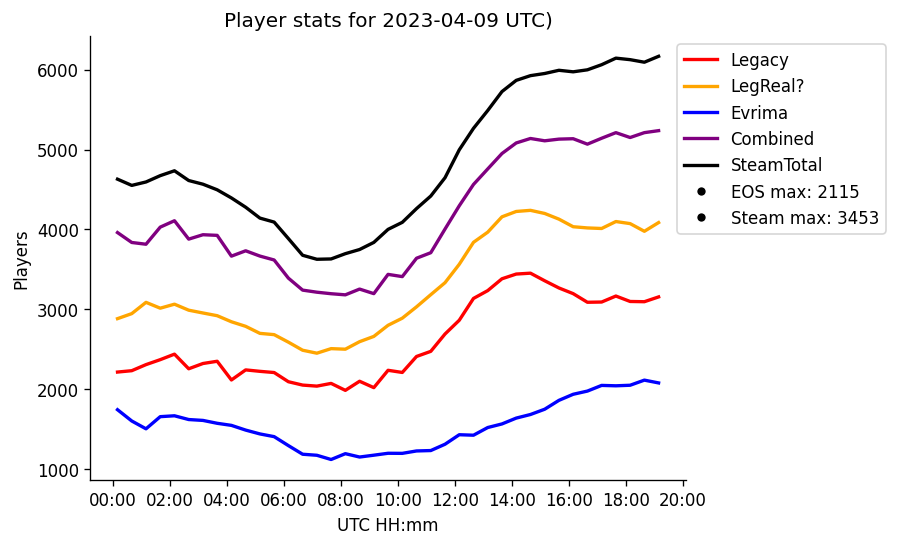 Player stats for 2023-04-09 UTC)
Players
6000
5000
4000
3000
2000
1000
00:00 02:00 04:00 06:00 08:00 10:00 12:00 14:00 16:00 18:00 20:00
UTC HH:mm
Legacy
LegReal?
Evrima
Combined
SteamTotal
EOS max: 2115
Steam max: 3453